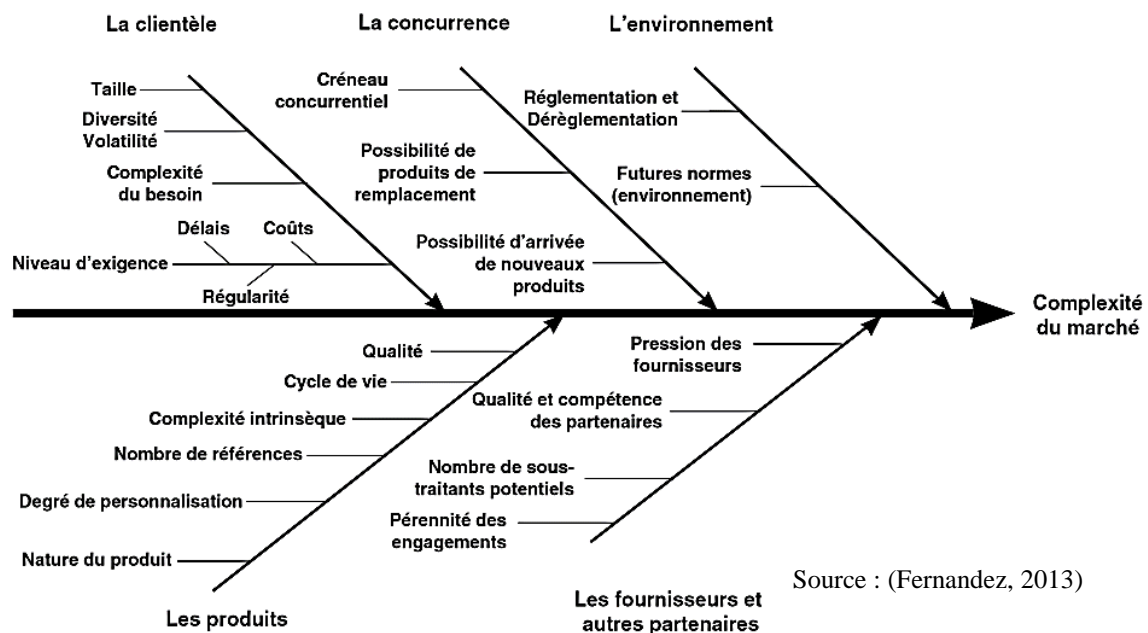 La clientèle
La concurrence
L'environnement
Taille
Diversité
Volatilité
Complexité
du besoin
Délais
Coûts
Niveau d'exigence
Régularité
Créneau
concurrentiel
Possibilité de
produits de
remplacement
Possibilité d'arrivée
de nouveaux
produits
Réglementation et
Dérèglementation
Futures normes
(environnement)
Complexité
du marché
Qualité
Cycle de vie
Complexité intrinsèque
Nombre de références
Degré de personnalisation
Nature du produit
Les produits
Pression des
fournisseurs
Qualité et compétence
des partenaires
Nombre de sous-
traitants potentiels
Pérennité des
engagements
Les fournisseurs et
autres partenaires
Source : (Fernandez, 2013)